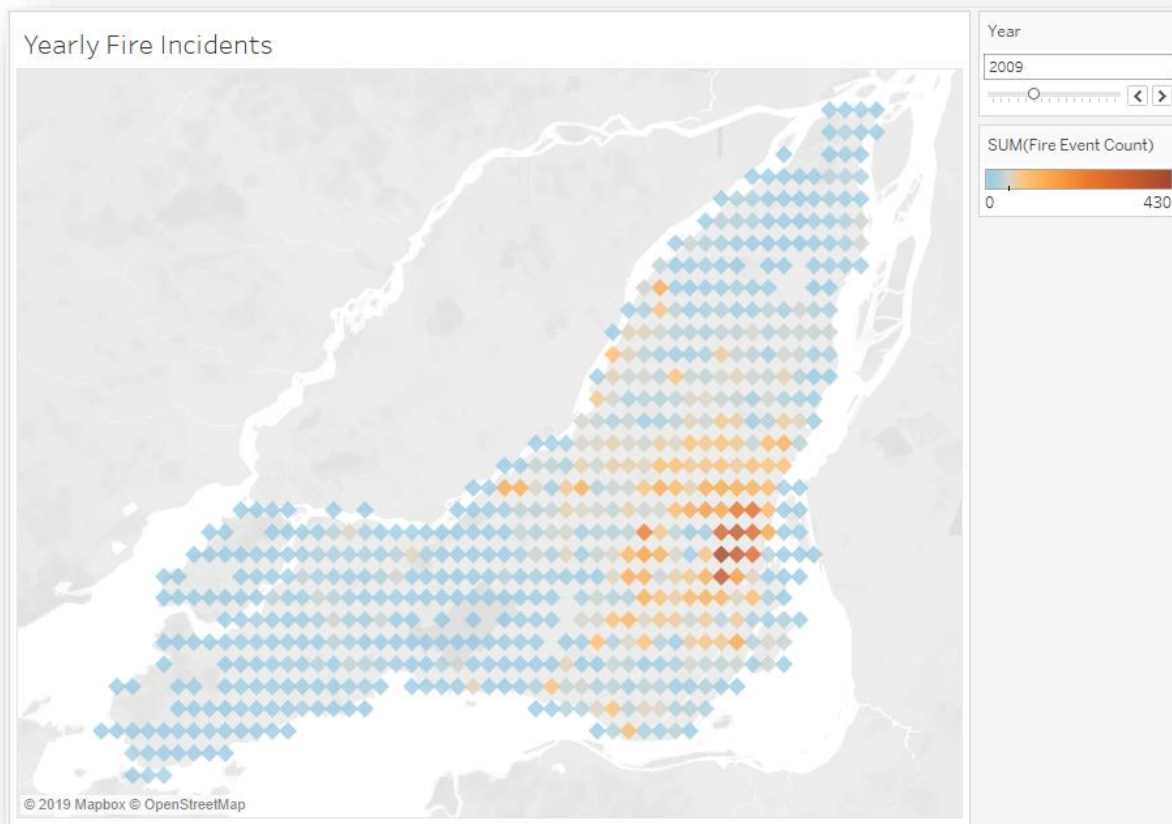 Yearly Fire Incidents
Year
2009
SUM(Fire Event Count)
0 430
© 2019 Mapbox © OpenStreetMap